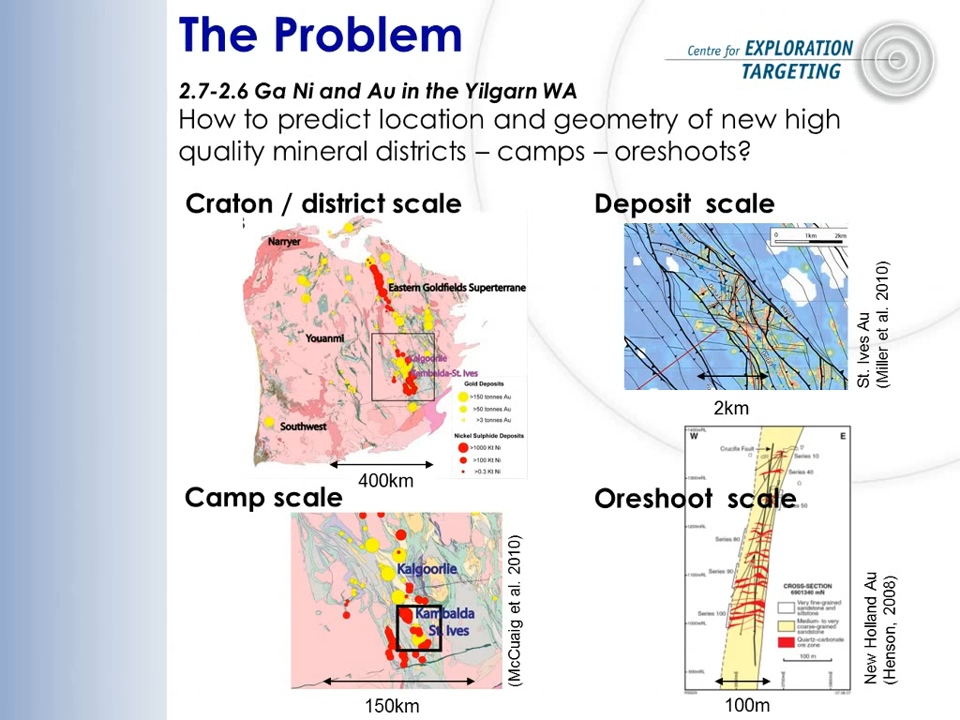 The Problem
Centre for EXPLORATION
TARGETING
2.7-2.6 Ga Ni and Au in the Yilgarn WA
How to predict location and geometry of new high
quality mineral districts – camps – oreshoots?
Craton / district scale
Narryer
Eastern Goldfields Superterrane
Youanmi
Kalgoorlie
Kambalda-St. Ives
Southwest
Gold Deposits
>150 tonnes Au
>50 tonnes Au
>3 tonnes Au
Nickel Sulphide Deposits
>1000 Kt Ni
>100 Kt Ni
>0.3 Kt Ni
400km
Deposit scale
0 1km 2km
St. Ives Au
(Miller et al. 2010)
2km
Camp scale
Kalgoorlie
Kambalda
St. Ives
(McCuaig et al. 2010)
150km
Oreshoot scale
W E
Crucifix Fault
Series 10
Series 40
Series 80
Series 90
Series 100
CROSS-SECTION
6901340 mN
Very fine-grained
sandstone and
siltstone
Medium- to very
coarse-grained
sandstone
Quartz-carbonate
ore zone
100 m
New Holland Au
(Henson, 2008)
100m